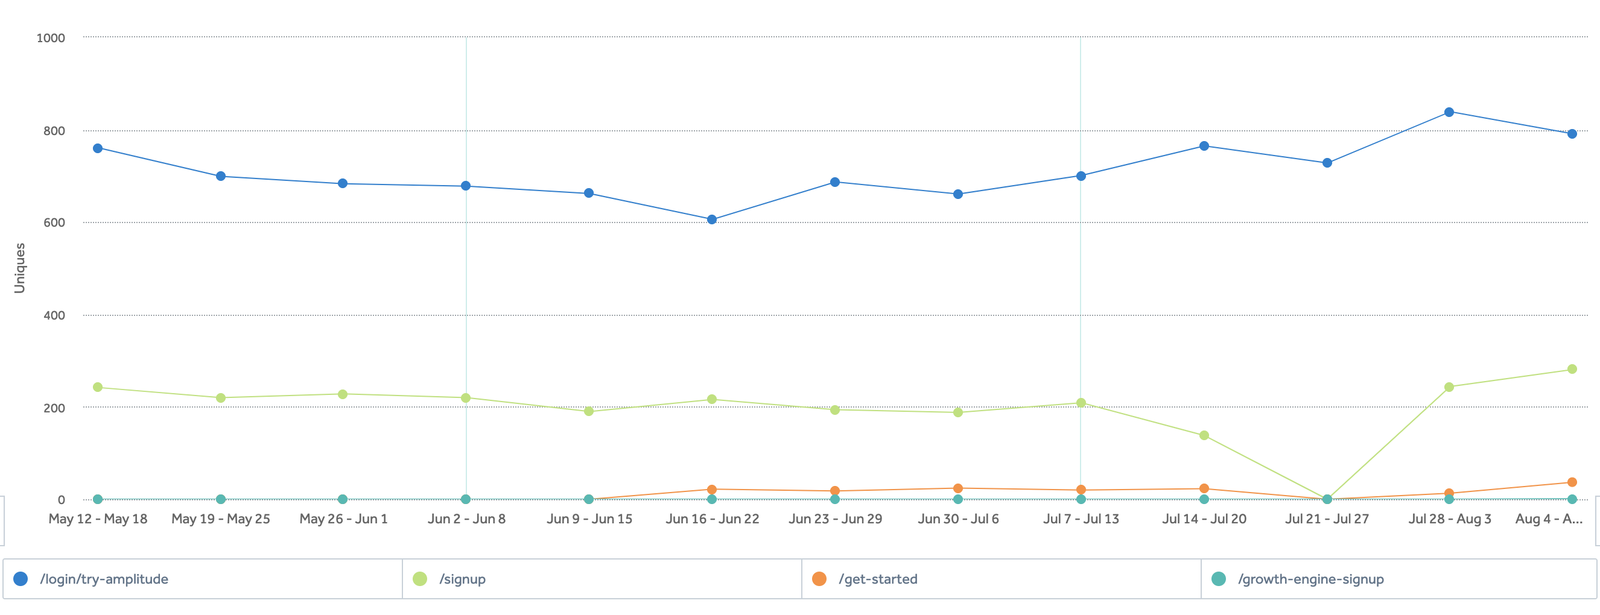 1000
800
600
400
200
0
Uniques
May 12 - May 18
May 19 - May 25
May 26 - Jun 1
Jun 2 - Jun 8
Jun 9 - Jun 15
Jun 16 - Jun 22
Jun 23 - Jun 29
Jun 30 - Jul 6
Jul 7 - Jul 13
Jul 14 - Jul 20
Jul 21 - Jul 27
Jul 28 - Aug 3
Aug 4 - A...
/login/try-amplitude
/signup
/get-started
/growth-engine-signup